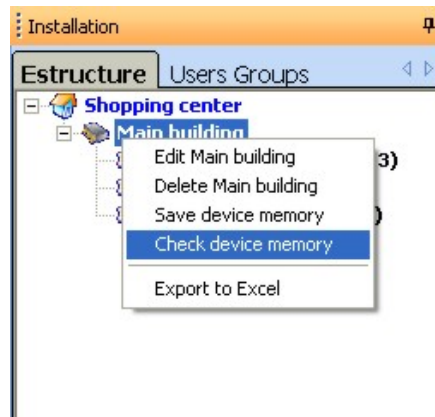 Installation
Estructure Users Groups
Shopping center
Main building
Edit Main building
3)
Delete Main building
Save device memory
)
Check device memory
Export to Excel